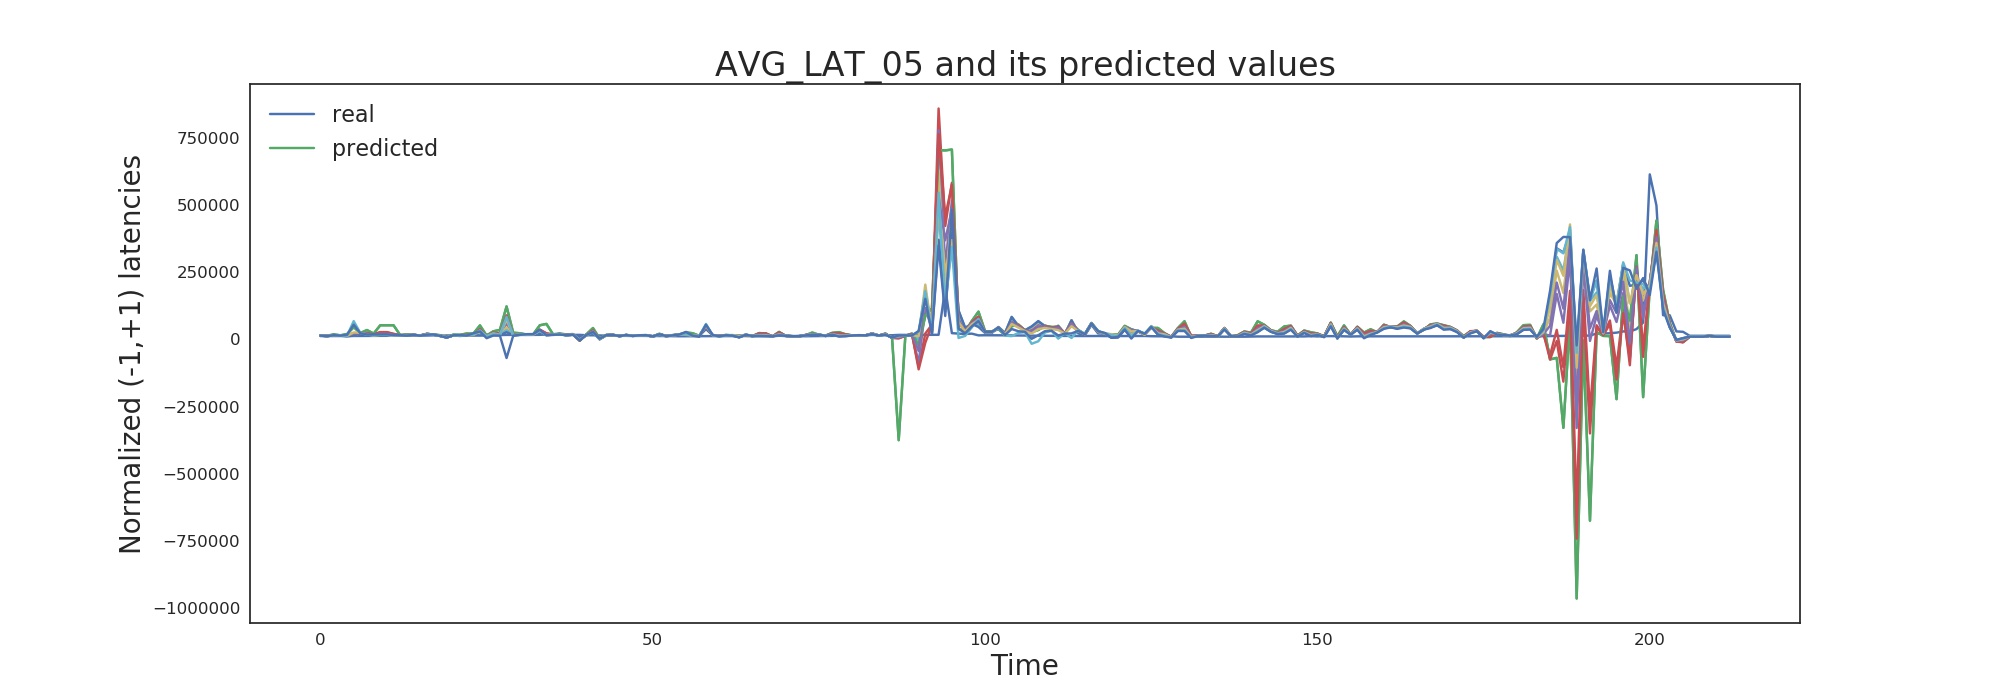 AVG_LAT_05 and its predicted values
real
predicted
Normalized (-1,+1) latencies
750000
500000
250000
0
−250000
−500000
−750000
−1000000
0 50 100 150 200
Time